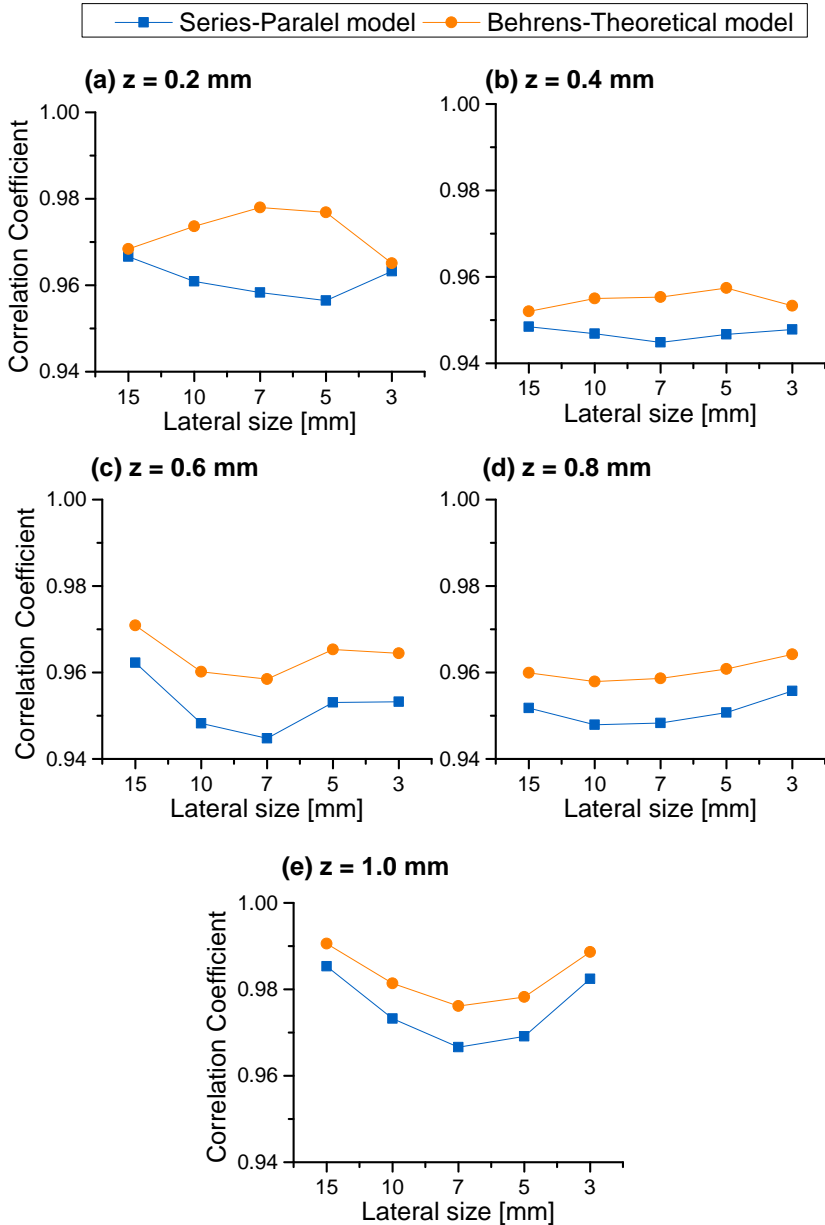 Series-Paralel model Behrens-Theoretical model
(a) z = 0.2 mm
1.00
0.98
0.96
0.94
Correlation Coefficient
15 10 7 5 3
Lateral size [mm]
(b) z = 0.4 mm
1.00
0.98
0.96
0.94
15 10 7 5 3
Lateral size [mm]
(c) z = 0.6 mm
1.00
0.98
0.96
0.94
Correlation Coefficient
15 10 7 5 3
Lateral size [mm]
(d) z = 0.8 mm
1.00
0.98
0.96
0.94
15 10 7 5 3
Lateral size [mm]
(e) z = 1.0 mm
1.00
0.98
0.96
0.94
Correlation Coefficient
15 10 7 5 3
Lateral size [mm]